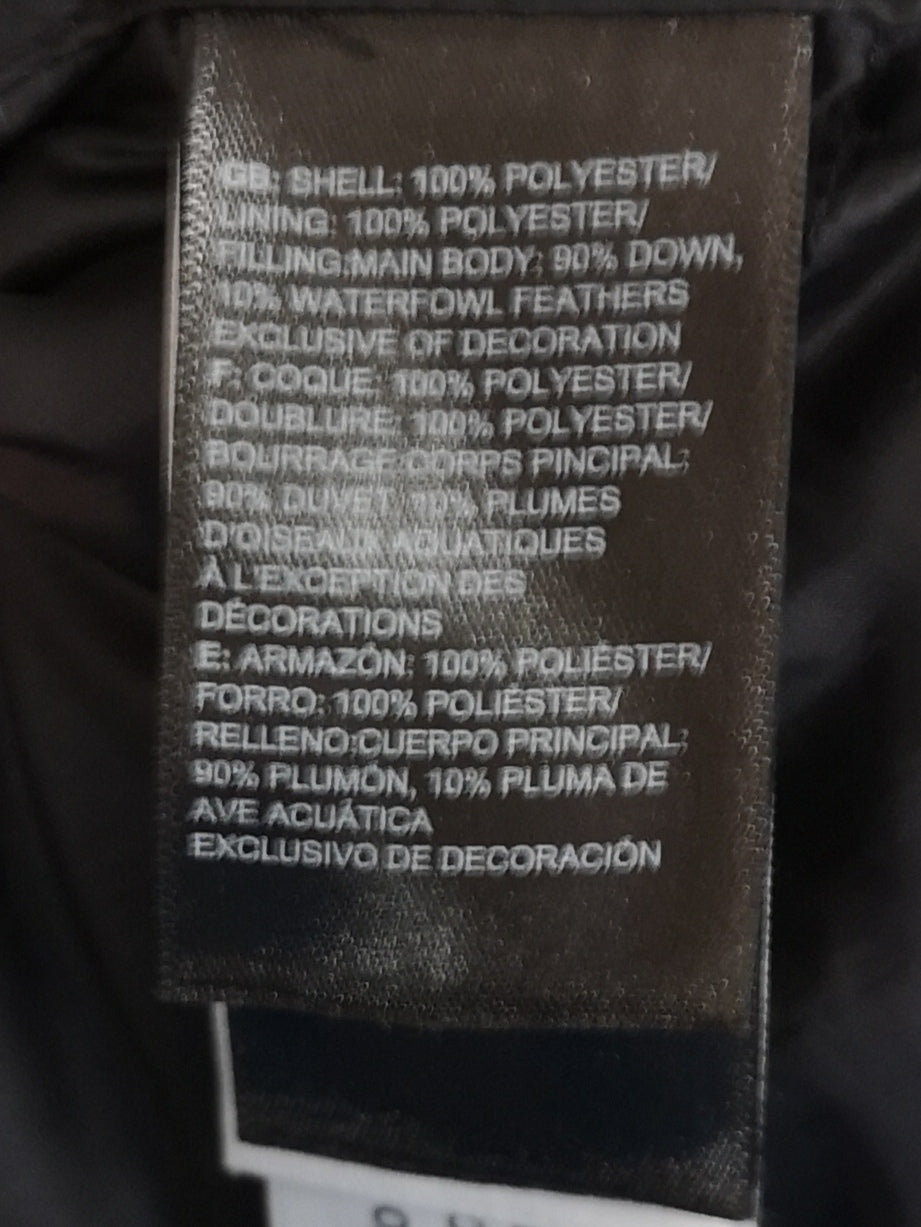 GB: SHELL: 100% POLYESTER/
LINING: 100% POLYESTER/
FILLING:MAIN BODY: 90% DOWN,
10% WATERFOWL FEATHERS
EXCLUSIVE OF DECORATION
F: COQUE: 100% POLYESTER/
DOUBLURE: 100% POLYESTER/
BOURRAGE:CORPS PINCIPAL:
90% DUVET, 10% PLUMES
D'OISEAUX AQUATIQUES
À L'EXCEPTION DES
DÉCORATIONS
E: ARMAZÓN: 100% POLIÉSTER/
FORRO: 100% POLIÉSTER/
RELLENO:CUERPO PRINCIPAL:
90% PLUMÓN, 10% PLUMA DE
AVE ACUÁTICA
EXCLUSIVO DE DECORACIÓN